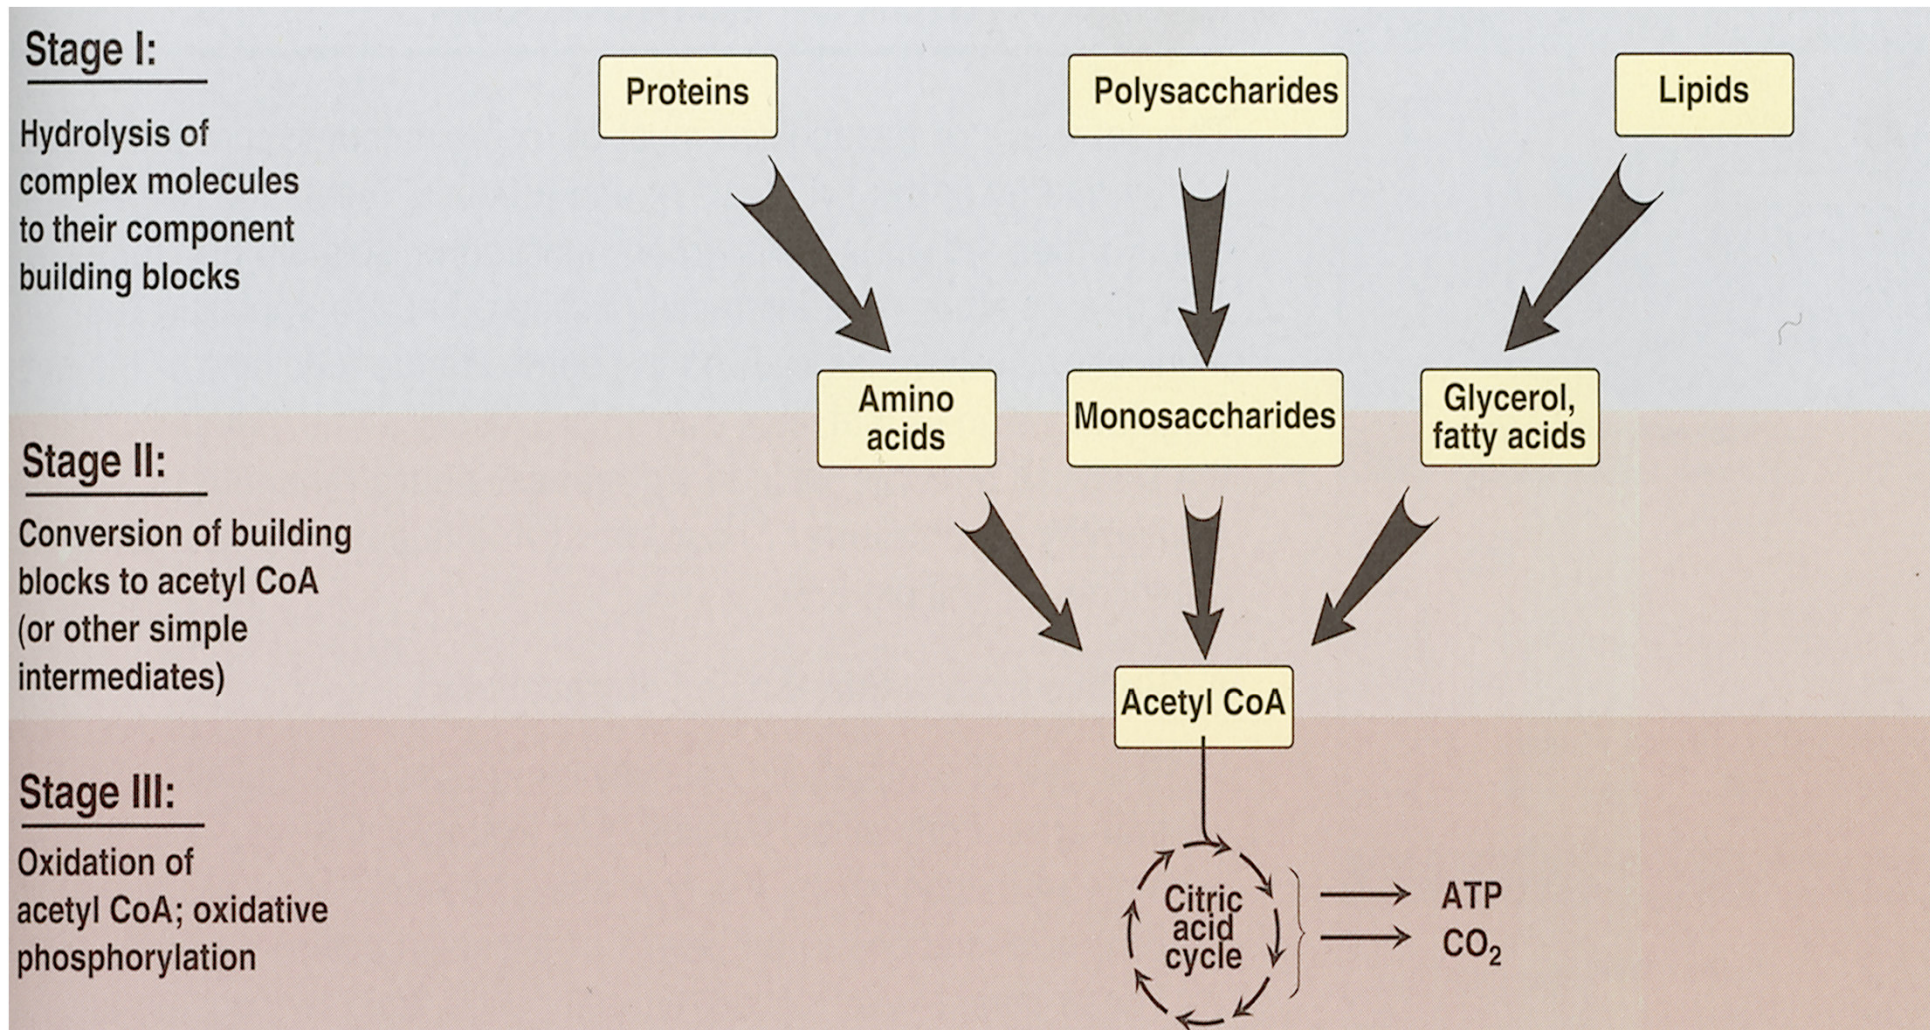 Stage I:
Hydrolysis of
complex molecules
to their component
building blocks
Proteins
Polysaccharides
Lipids
Amino
acids
Monosaccharides
Glycerol,
fatty acids
Stage II:
Conversion of building
blocks to acetyl CoA
(or other simple
intermediates)
Acetyl CoA
Stage III:
Oxidation of
acetyl CoA; oxidative
phosphorylation
Citric
acid
cycle
ATP
CO₂